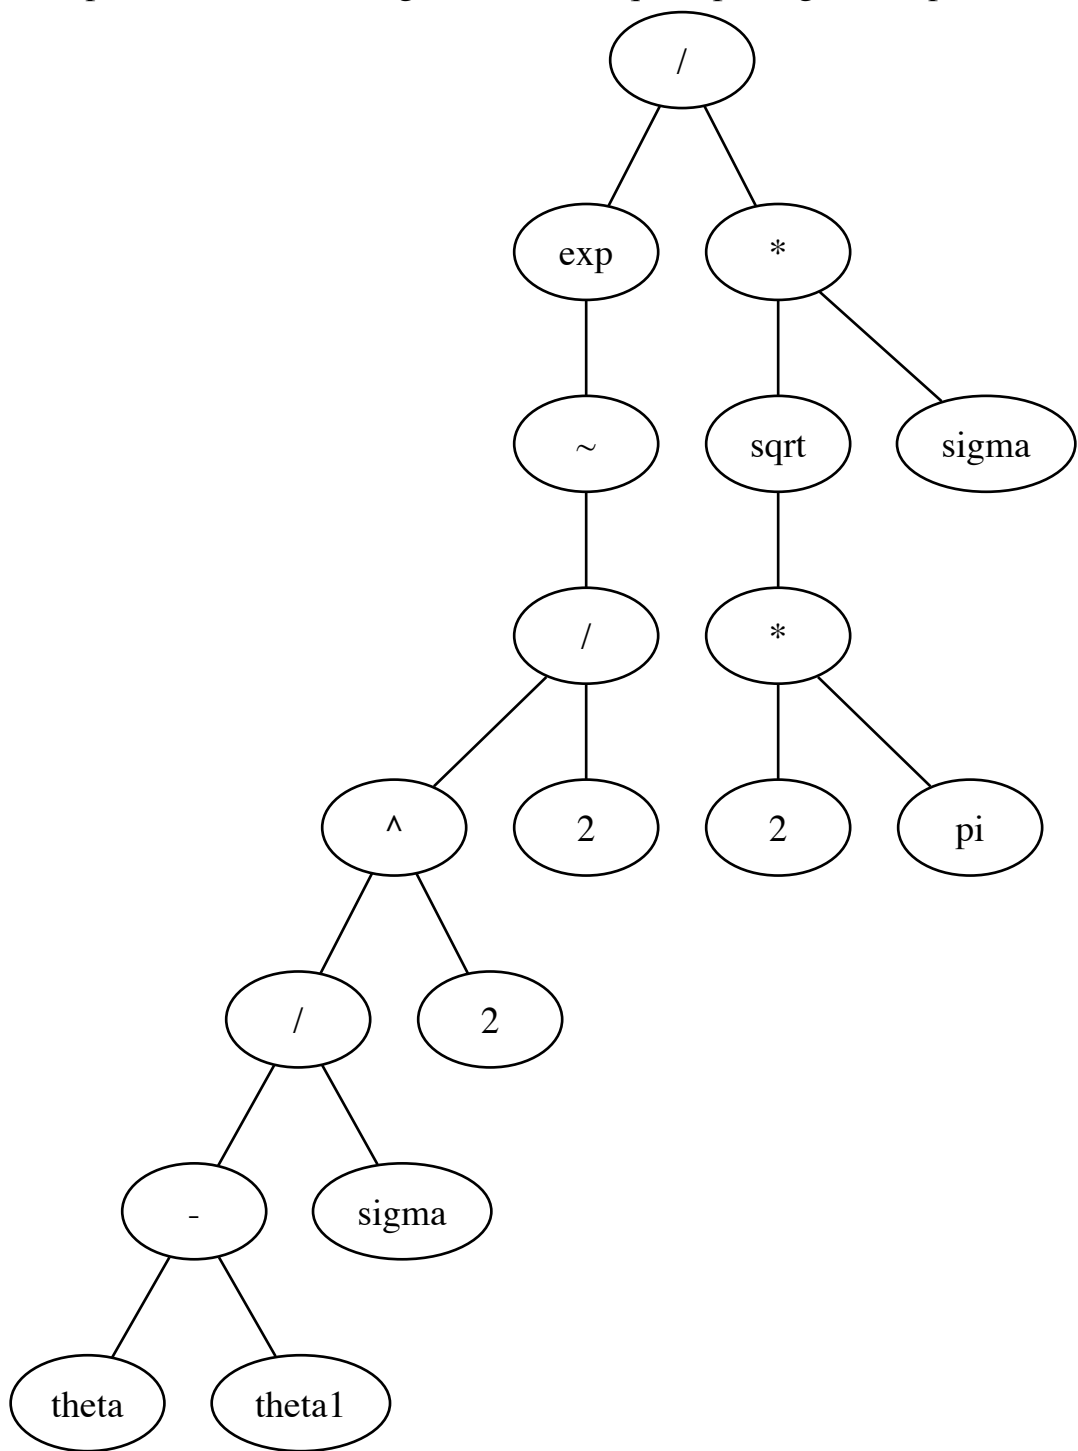 /
exp *
~ sqrt sigma
/ *
^ 2 2 pi
/ 2
- sigma
theta theta1